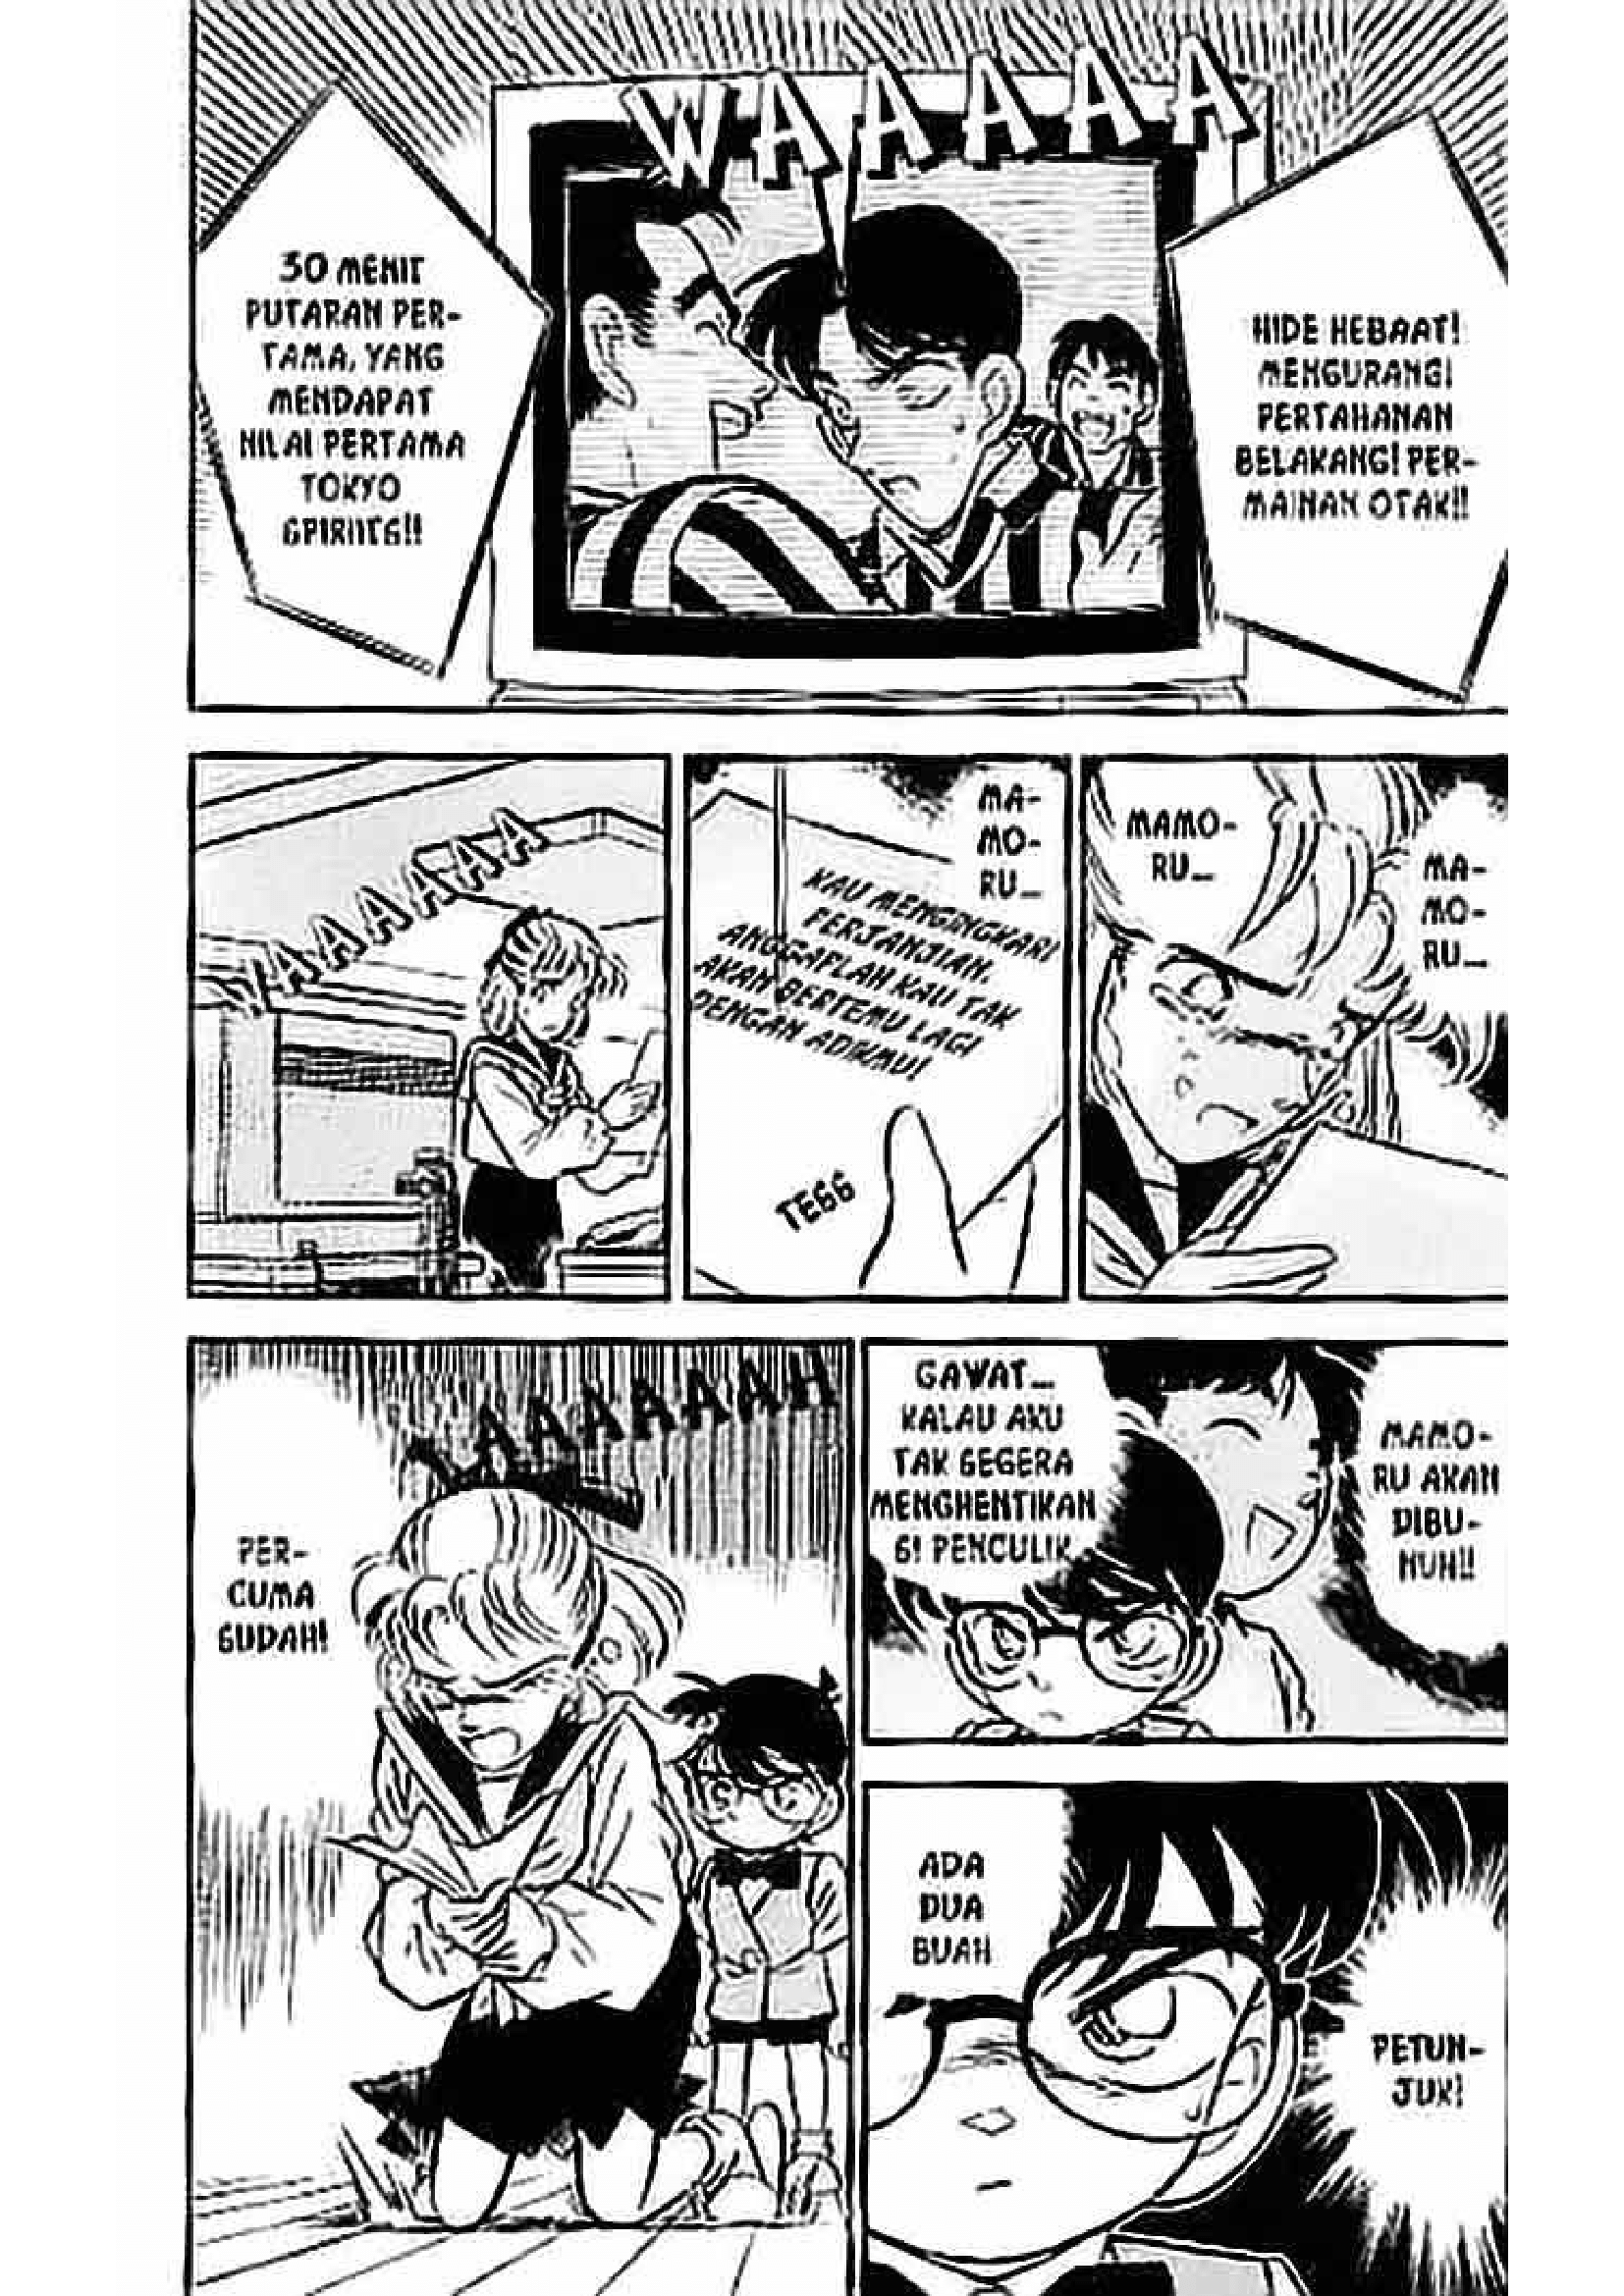 WAAAAA
HIDE HEBAAT!
MENGURANGI
PERTAHANAN
BELAKANG! PER-
MAINAN OTAK!!
30 MENIT
PUTARAN PER-
TAMA, YANG
MENDAPAT
NILAI PERTAMA
TOKYO
SPIRITS!!
MA-
MO-
RU...
MAMO-
RU...
MA-
MO-
RU...
KAU MENGINGKARI
PERJANJIAN.
ANGGAPLAH KAU TAK
AKAN BERTEMU LAGI
DENGAN ADIKMU!
TESS
WAAAAAA
MAMO-
RU AKAN
DIBU-
NUH!!
GAWAT...
KALAU AKU
TAK SEGERA
MENGHENTIKAN
SI PENCULIK
PETUN-
JUK!
ADA
DUA
BUAH
WAAAAAAAH
PER-
CUMA
SUDAH!